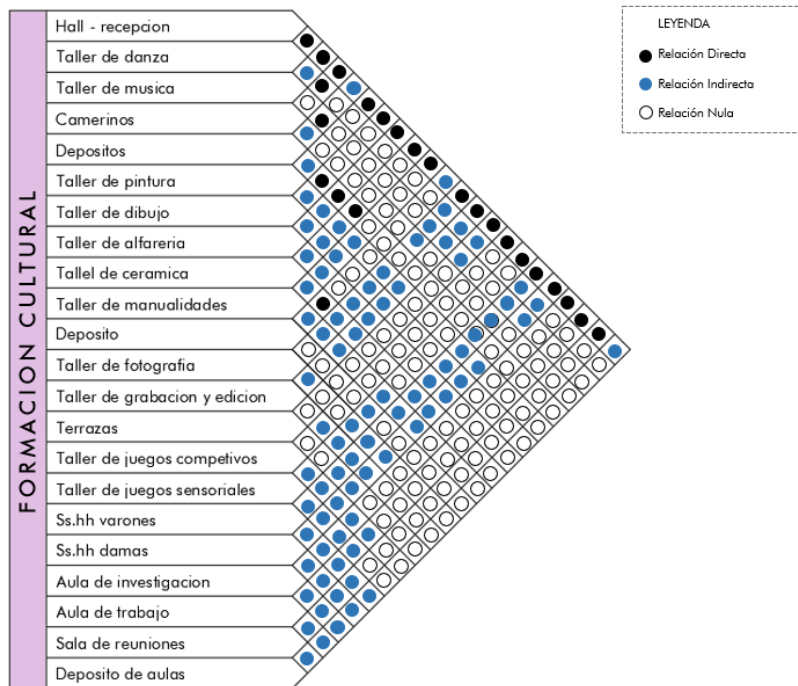 FORMACION CULTURAL
Hall - recepcion
Taller de danza
Taller de musica
Camerinos
Depositos
Taller de pintura
Taller de dibujo
Taller de alfareria
Tallel de ceramica
Taller de manualidades
Deposito
Taller de fotografia
Taller de grabacion y edicion
Terrazas
Taller de juegos competivos
Taller de juegos sensoriales
Ss.hh varones
Ss.hh damas
Aula de investigacion
Aula de trabajo
Sala de reuniones
Deposito de aulas
LEYENDA
Relación Directa
Relación Indirecta
Relación Nula